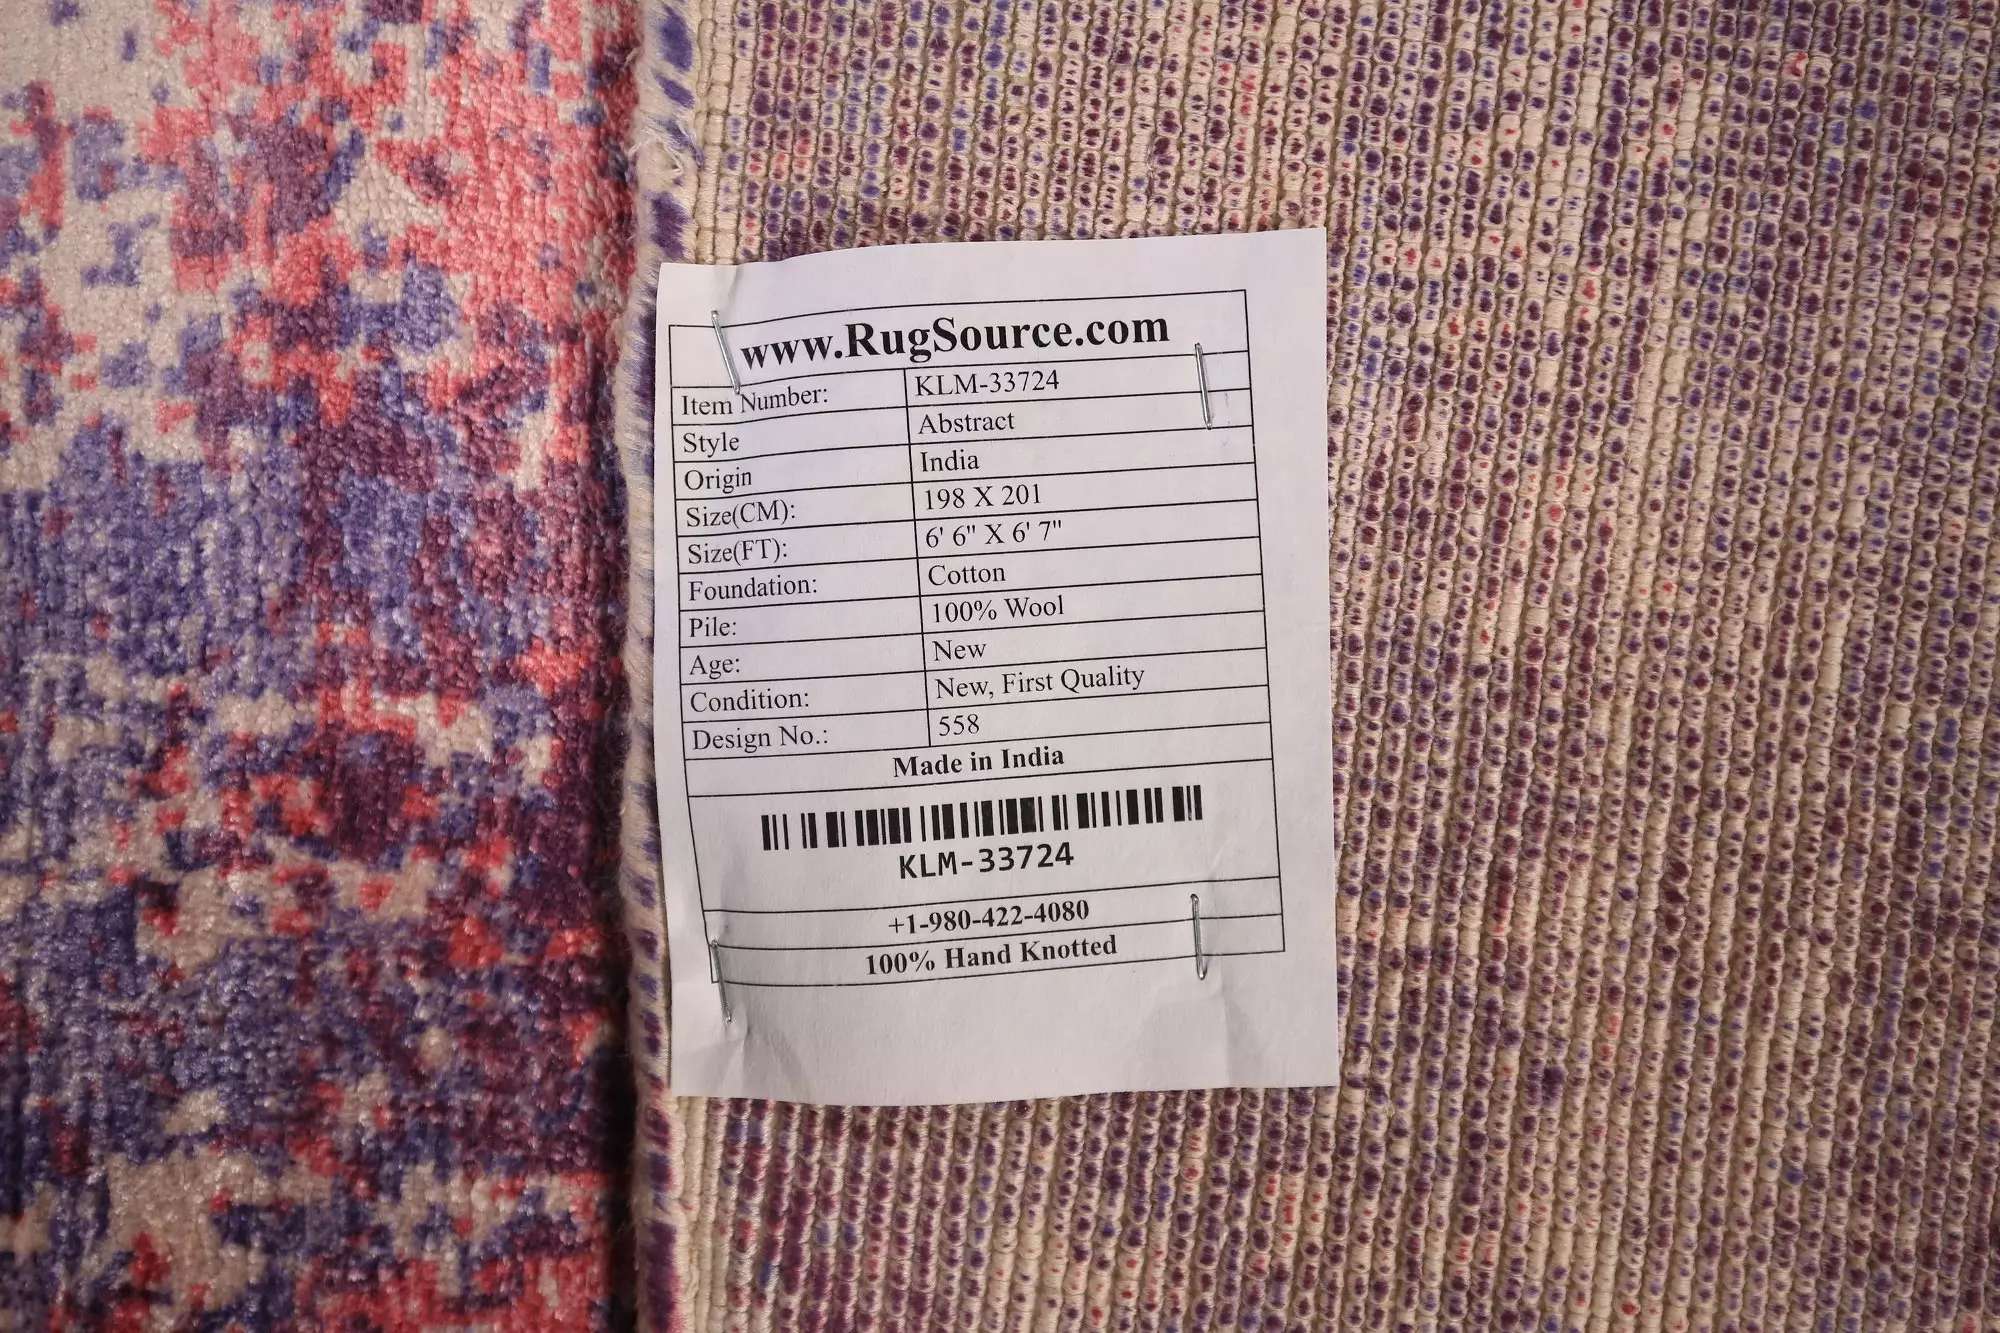 www.RugSource.com
Item Number: KLM-33724
Style Abstract
Origin India
Size(CM): 198 X 201
Size(FT): 6' 6" X 6' 7"
Foundation: Cotton
Pile: 100% Wool
Age: New
Condition: New, First Quality
Design No.: 558
Made in India
KLM-33724
+1-980-422-4080
100% Hand Knotted